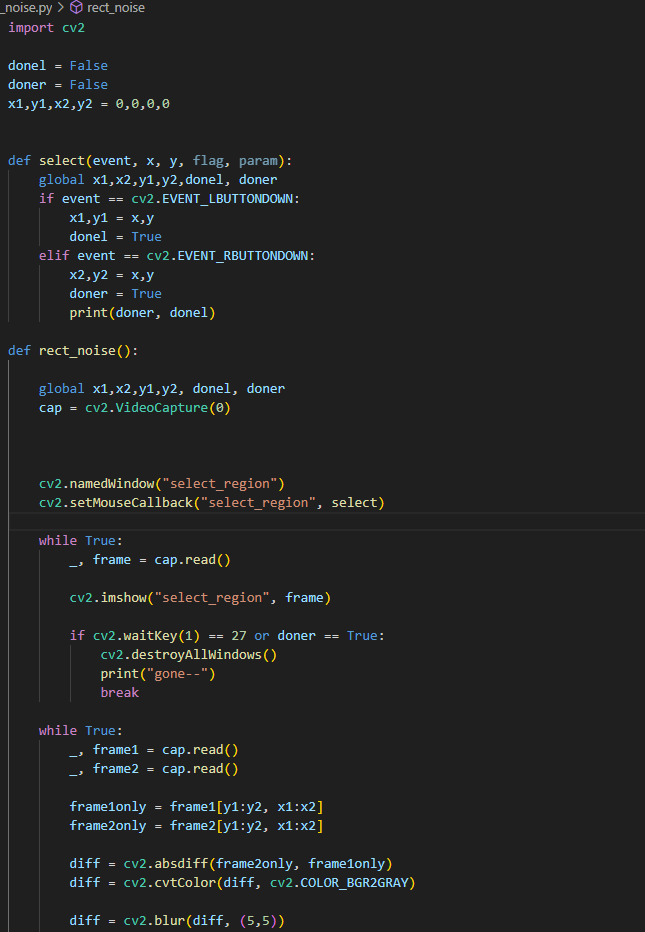 _noise.py > rect_noise
import cv2
donel = False
doner = False
x1,y1,x2,y2 = 0,0,0,0
def select(event, x, y, flag, param):
    global x1,x2,y1,y2,donel, doner
    if event == cv2.EVENT_LBUTTONDOWN:
        x1,y1 = x,y
        donel = True
    elif event == cv2.EVENT_RBUTTONDOWN:
        x2,y2 = x,y
        doner = True
        print(doner, donel)
def rect_noise():
    global x1,x2,y1,y2, donel, doner
    cap = cv2.VideoCapture(0)
    cv2.namedWindow("select_region")
    cv2.setMouseCallback("select_region", select)
    while True:
        _, frame = cap.read()
        cv2.imshow("select_region", frame)
        if cv2.waitKey(1) == 27 or doner == True:
            cv2.destroyAllWindows()
            print("gone--")
            break
    while True:
        _, frame1 = cap.read()
        _, frame2 = cap.read()
        frame1only = frame1[y1:y2, x1:x2]
        frame2only = frame2[y1:y2, x1:x2]
        diff = cv2.absdiff(frame2only, frame1only)
        diff = cv2.cvtColor(diff, cv2.COLOR_BGR2GRAY)
        diff = cv2.blur(diff, (5,5))